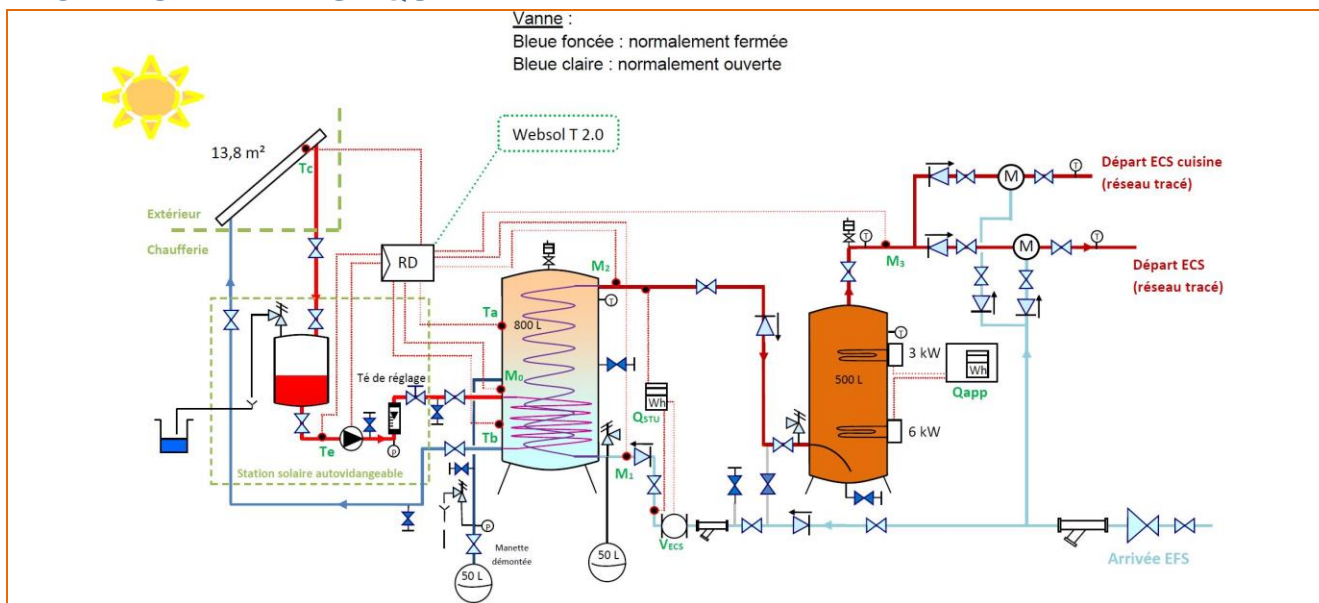 Vanne :
Bleue foncée : normalement fermée
Bleue claire : normalement ouverte
Websol T 2.0
13,8 m²
Tc
Extérieur
Chaufferie
RD
M₂
M₃
M
Départ ECS cuisine
(réseau tracé)
M
Départ ECS
(réseau tracé)
T
T
T
T
T
Ta
800 L
Té de réglage
M₀
Tb
Wh
QSTU
500 L
3 kW
6 kW
Wh
Qapp
Te
P
Station solaire autovidangeable
M₁
P
Manette
démontée
50 L
50 L
VECS
Arrivée EFS